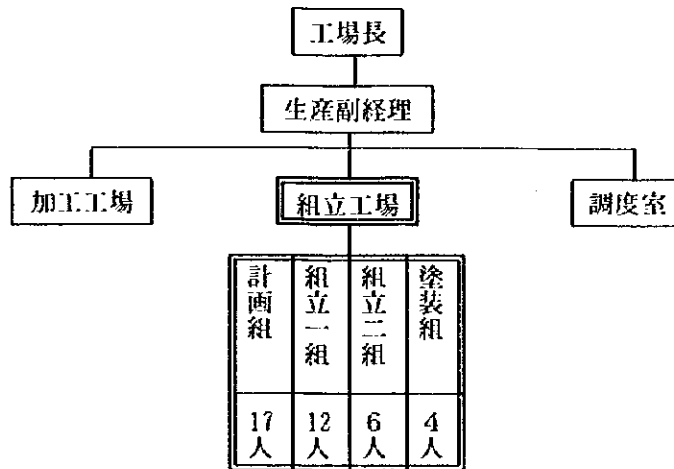 工場長
生産副経理
加工工場
組立工場
調度室
計画組
組立一組
組立二組
塗装組
17人
12人
6人
4人